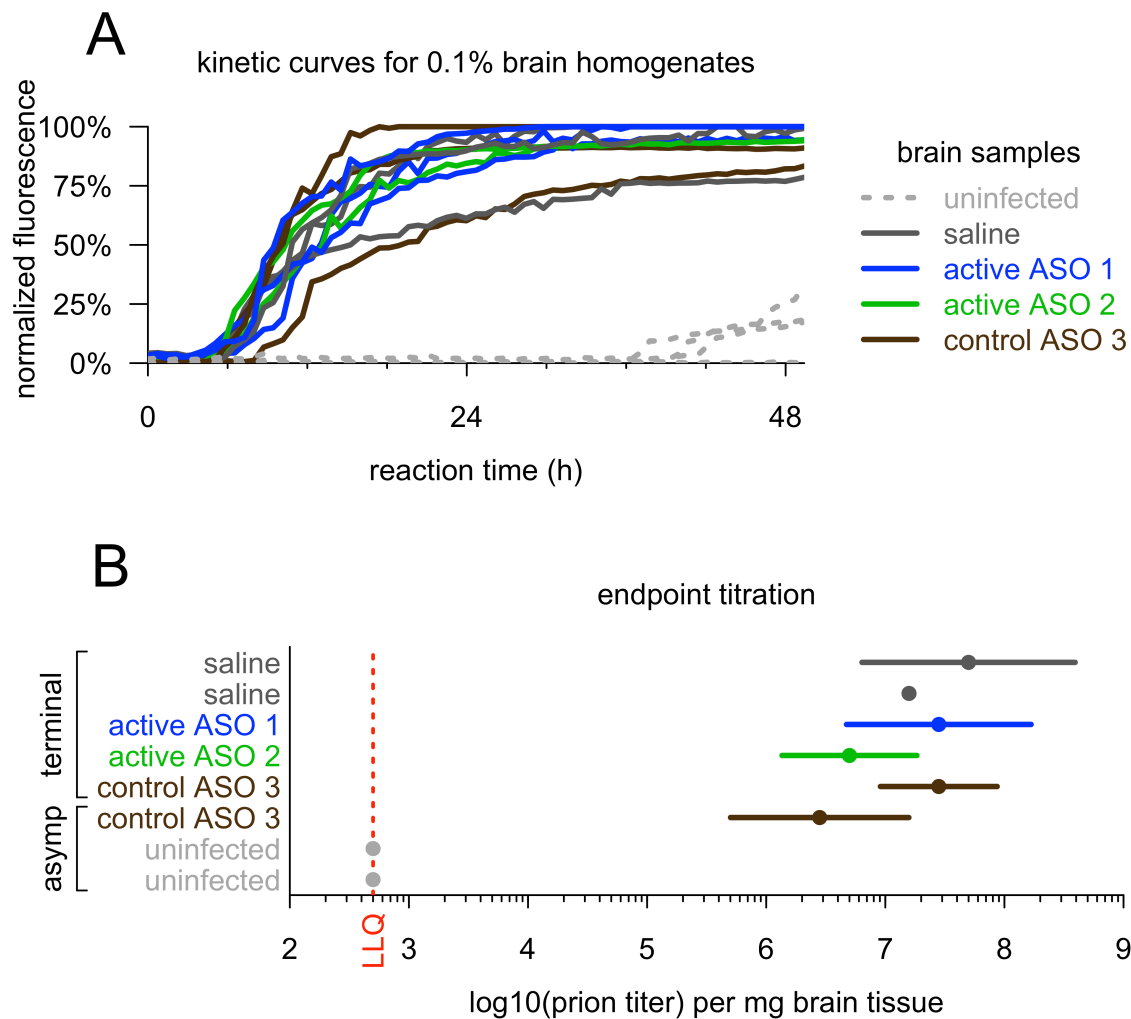 A
kinetic curves for 0.1% brain homogenates
normalized fluorescence
100%
75%
50%
25%
0%
0 24 48
reaction time (h)
brain samples
uninfected
saline
active ASO 1
active ASO 2
control ASO 3
B
endpoint titration
terminal
saline
saline
active ASO 1
active ASO 2
control ASO 3
asymp
control ASO 3
uninfected
uninfected
LLQ
2 3 4 5 6 7 8 9
log10(prion titer) per mg brain tissue